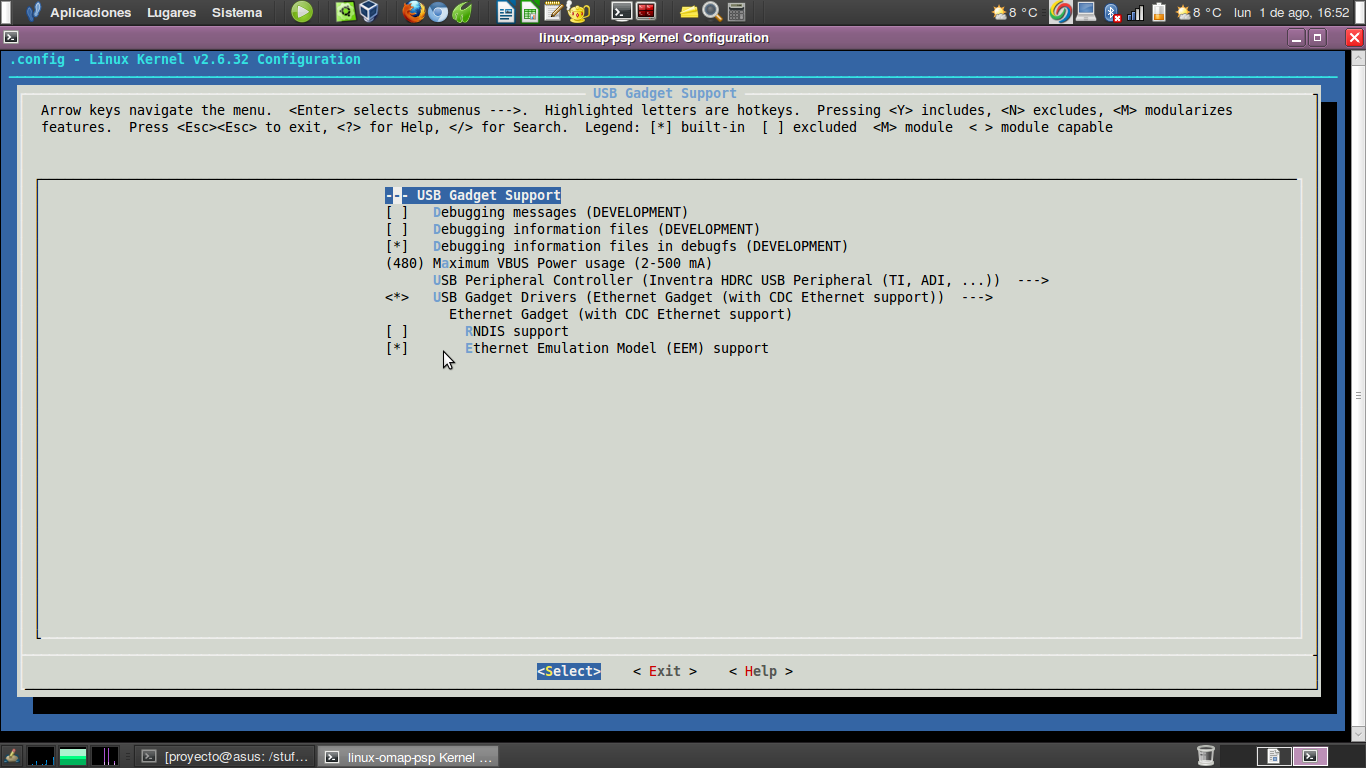 Aplicaciones Lugares Sistema 8 °C 8 °C lun 1 de ago, 16:52
linux-omap-psp Kernel Configuration
.config - Linux Kernel v2.6.32 Configuration
USB Gadget Support
Arrow keys navigate the menu.  <Enter> selects submenus --->.  Highlighted letters are hotkeys.  Pressing <Y> includes, <N> excludes, <M> modularizes
features.  Press <Esc><Esc> to exit, <?> for Help, </> for Search.  Legend: [*] built-in  [ ] excluded  <M> module  < > module capable
--- USB Gadget Support
[ ]   Debugging messages (DEVELOPMENT)
[ ]   Debugging information files (DEVELOPMENT)
[*]   Debugging information files in debugfs (DEVELOPMENT)
(480) Maximum VBUS Power usage (2-500 mA)
USB Peripheral Controller (Inventra HDRC USB Peripheral (TI, ADI, ...))  --->
<*>   USB Gadget Drivers (Ethernet Gadget (with CDC Ethernet support))  --->
Ethernet Gadget (with CDC Ethernet support)
[ ]       RNDIS support
[*]       Ethernet Emulation Model (EEM) support
<Select>    < Exit >    < Help >
[proyecto@asus: /stuf... linux-omap-psp Kernel ...